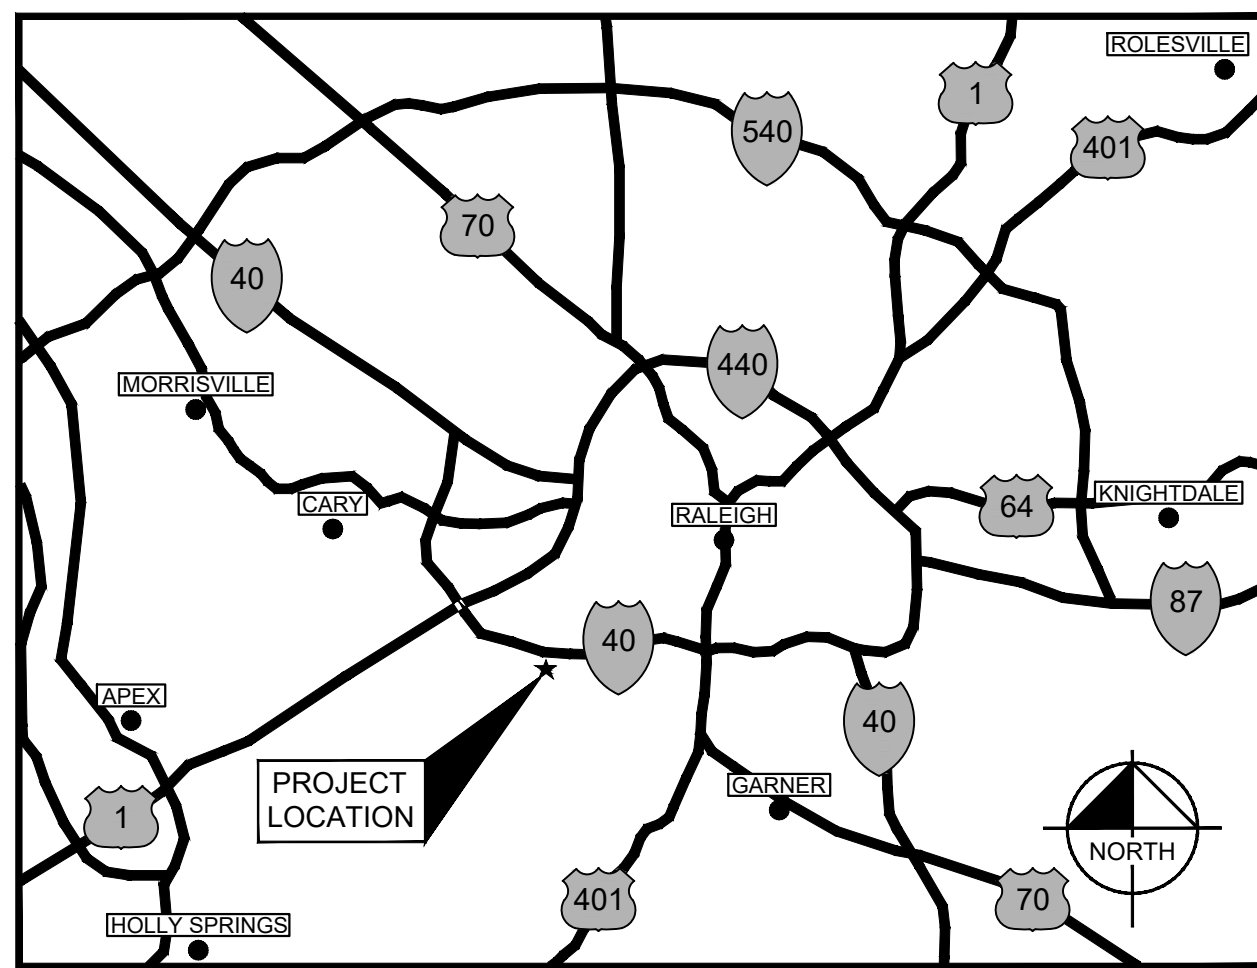 ROLESVILLE
1
540
401
70
40
440
MORRISVILLE
KNIGHTDALE
CARY
64
RALEIGH
87
40
APEX
40
PROJECT
LOCATION
GARNER
1
NORTH
401
70
HOLLY SPRINGS